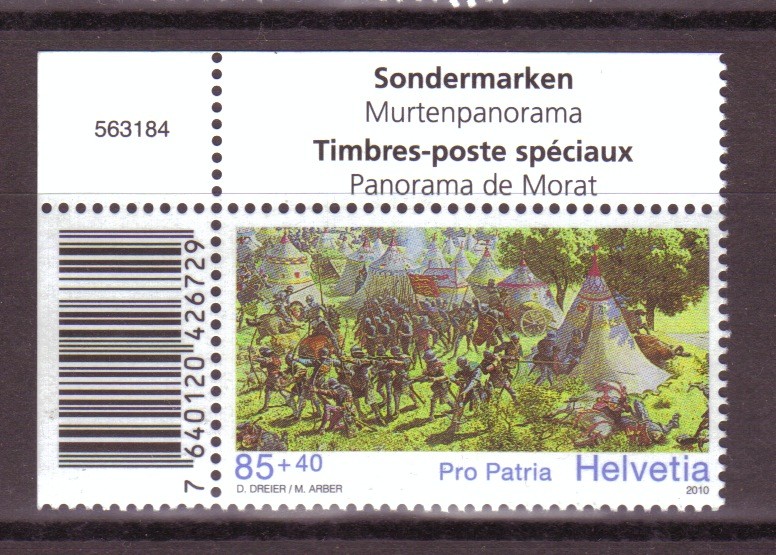 Sondermarken
Murtenpanorama
563184
Timbres-poste spéciaux
Panorama de Morat
7 640120 426729
85+40
Pro Patria
Helvetia
D. DREIER / M. ARBER
2010